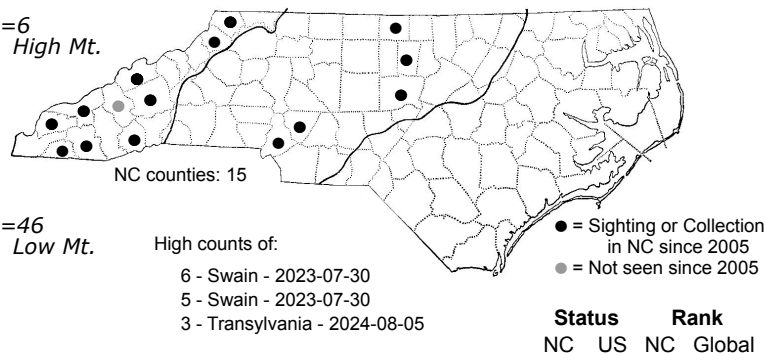 =6
High Mt.
NC counties: 15
=46
Low Mt.
High counts of:
6 - Swain - 2023-07-30
5 - Swain - 2023-07-30
3 - Transylvania - 2024-08-05
= Sighting or Collection
in NC since 2005
= Not seen since 2005
Status Rank
NC US NC Global